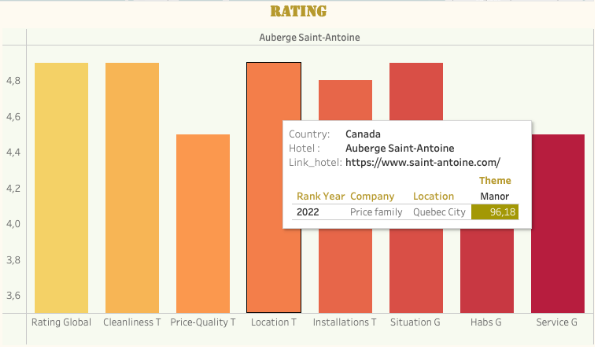 RATING
Auberge Saint-Antoine
4,8
4,6
4,4
4,2
4,0
3,8
3,6
Country: Canada
Hotel : Auberge Saint-Antoine
Link_hotel: https://www.saint-antoine.com/
Theme
Rank Year Company Location Manor
2022 Price family Quebec City 96,18
Rating Global Cleanliness T Price-Quality T Location T Installations T Situation G Habs G Service G